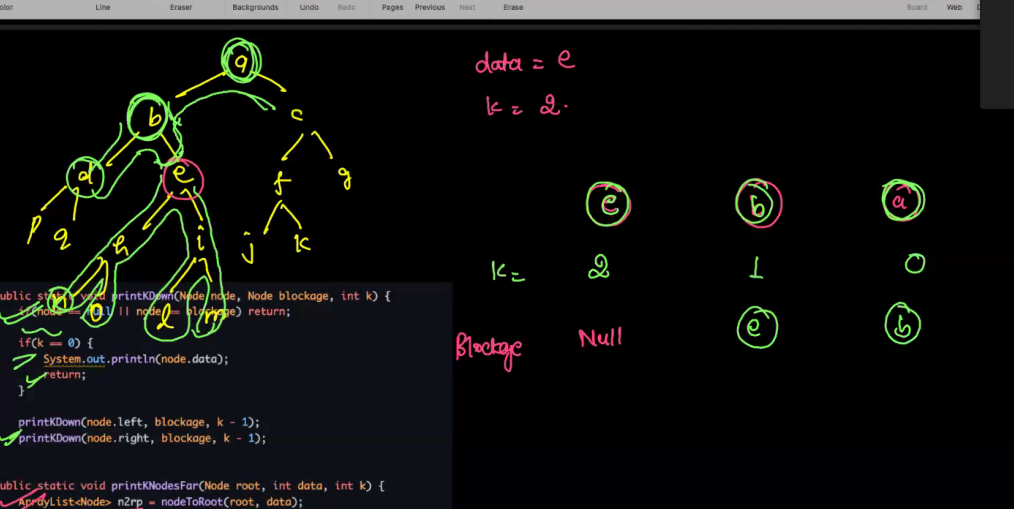 olor Line Eraser Backgrounds Undo Redo Pages Previous Next Erase Board Web
a
data = e
k = 2.
b c
d e f g
e b a
p q h i j k
k = 2 1 0
o l
ublic static void printKDown(Node node, Node blockage, int k) {
if(node == null || node == blockage) return;
Blockage Null e b
if(k == 0) {
System.out.println(node.data);
return;
}
printKDown(node.left, blockage, k - 1);
printKDown(node.right, blockage, k - 1);
ublic static void printKNodesFar(Node root, int data, int k) {
ArrayList<Node> n2rp = nodeToRoot(root, data);